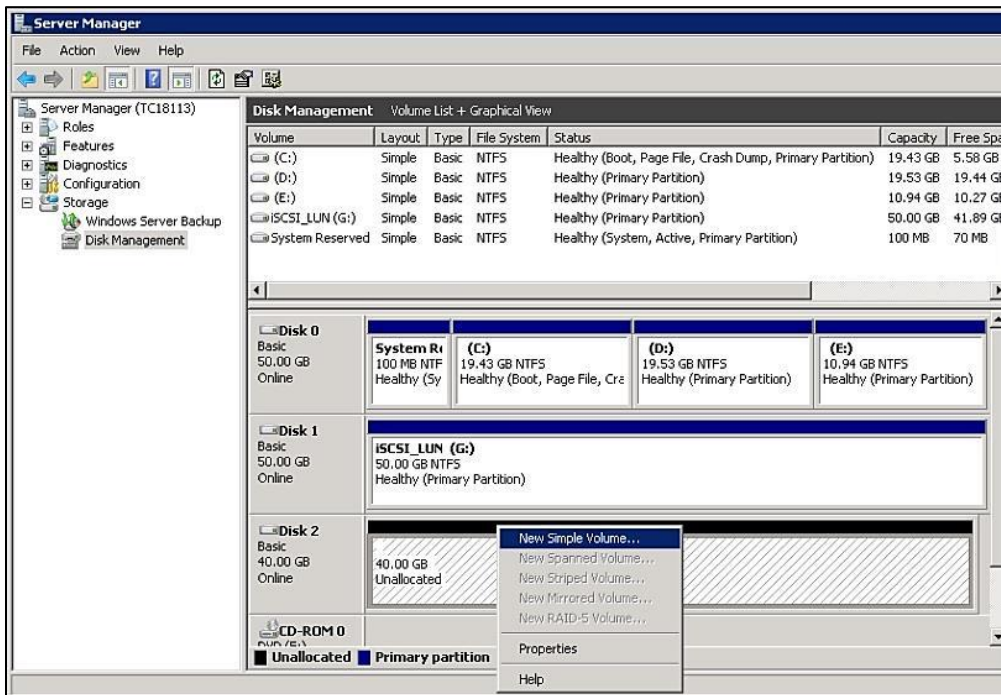 Server Manager
File Action View Help
Server Manager (TC18113)
Roles
Features
Diagnostics
Configuration
Storage
Windows Server Backup
Disk Management
Disk Management Volume List + Graphical View
Volume Layout Type File System Status Capacity Free Spa
(C:) Simple Basic NTFS Healthy (Boot, Page File, Crash Dump, Primary Partition) 19.43 GB 5.58 GB
(D:) Simple Basic NTFS Healthy (Primary Partition) 19.53 GB 19.44 G
(E:) Simple Basic NTFS Healthy (Primary Partition) 10.94 GB 10.27 G
iSCSI_LUN (G:) Simple Basic NTFS Healthy (Primary Partition) 50.00 GB 41.89 G
System Reserved Simple Basic NTFS Healthy (System, Active, Primary Partition) 100 MB 70 MB
Disk 0
Basic
50.00 GB
Online
System Re
100 MB NTF
Healthy (Sy
(C:)
19.43 GB NTFS
Healthy (Boot, Page File, Cra
(D:)
19.53 GB NTFS
Healthy (Primary Partition)
(E:)
10.94 GB NTFS
Healthy (Primary Partition)
Disk 1
Basic
50.00 GB
Online
iSCSI_LUN (G:)
50.00 GB NTFS
Healthy (Primary Partition)
Disk 2
Basic
40.00 GB
Online
40.00 GB
Unallocated
New Simple Volume...
New Spanned Volume...
New Striped Volume...
New Mirrored Volume...
New RAID-5 Volume...
Properties
Help
CD-ROM 0
Unallocated Primary partition